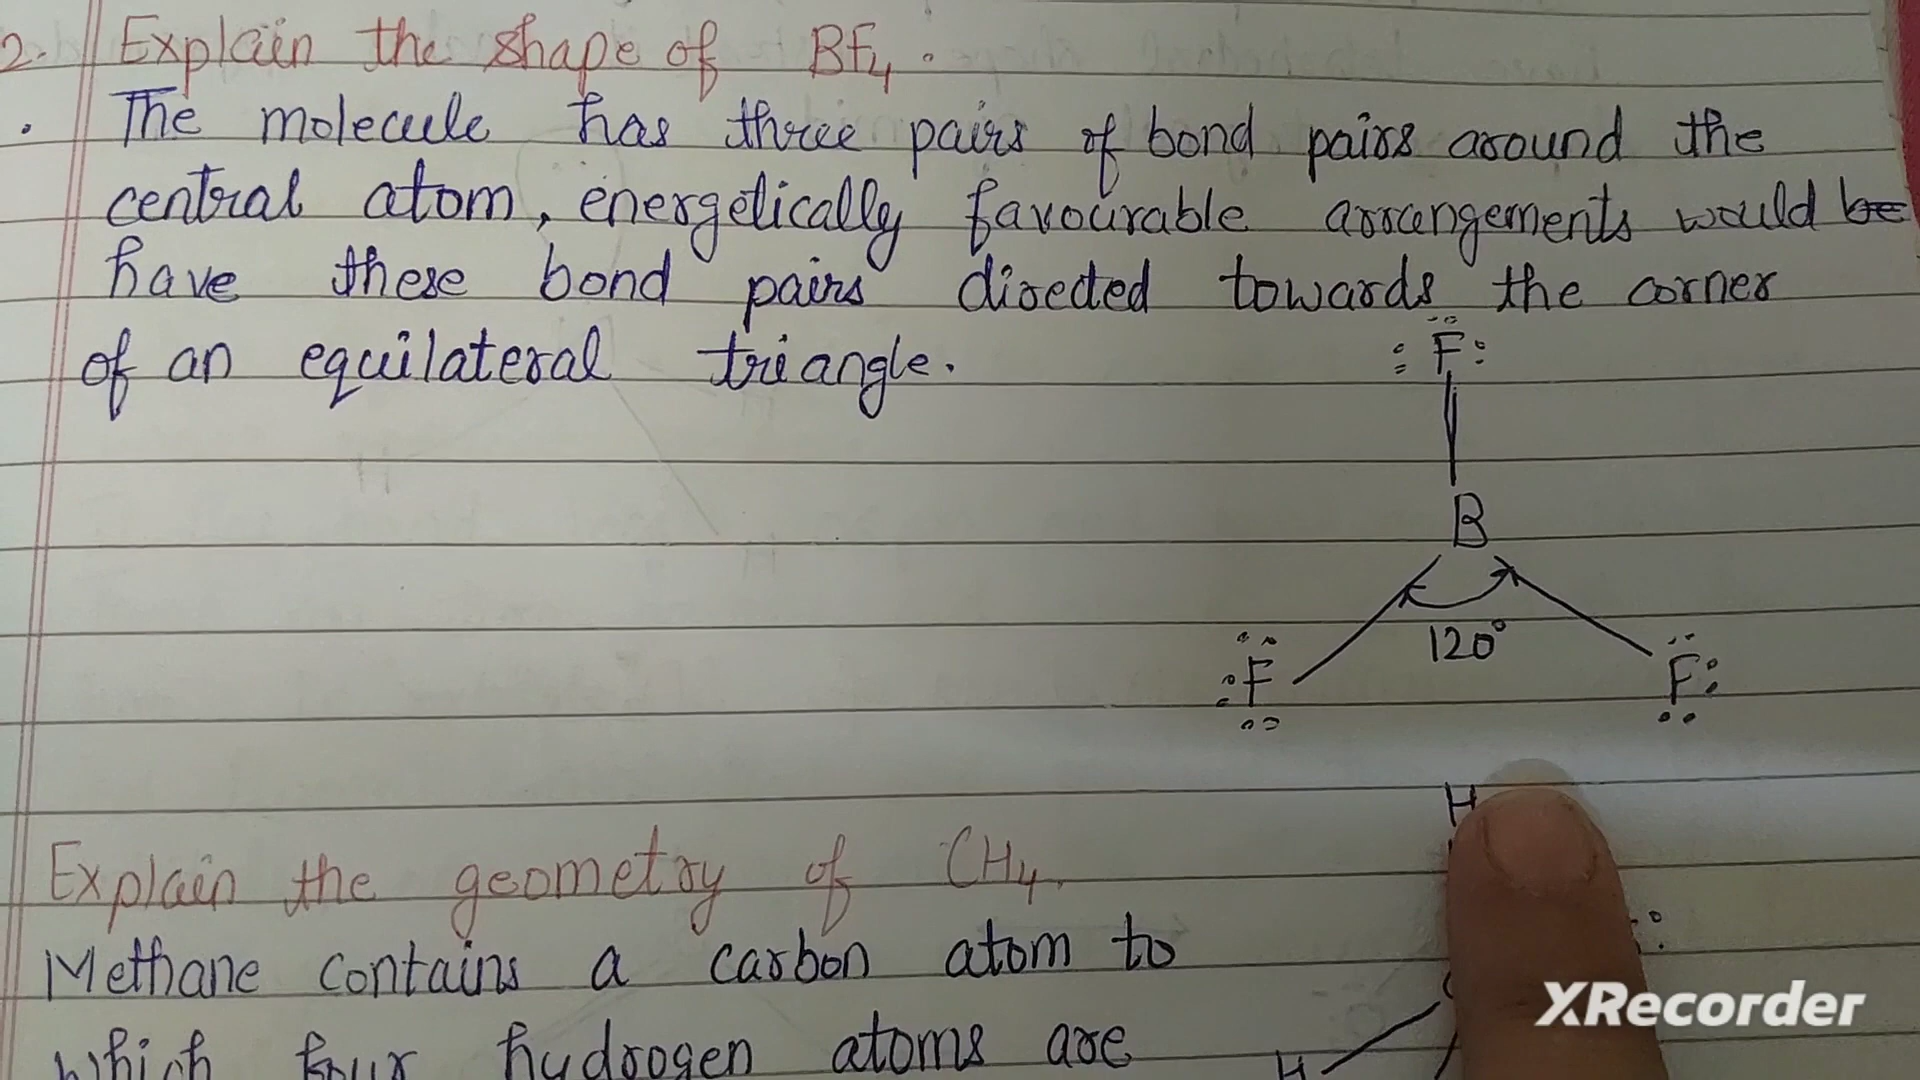 2. Explain the shape of BF4.
. The molecule has three pairs of bond pairs around the
central atom, energetically favourable arrangements would be
have these bond pairs directed towards the corner
of an equilateral triangle.
F
B
120°
F F
H
Explain the geometry of CH4.
Methane contains a carbon atom to
which four hydrogen atoms are
H
XRecorder